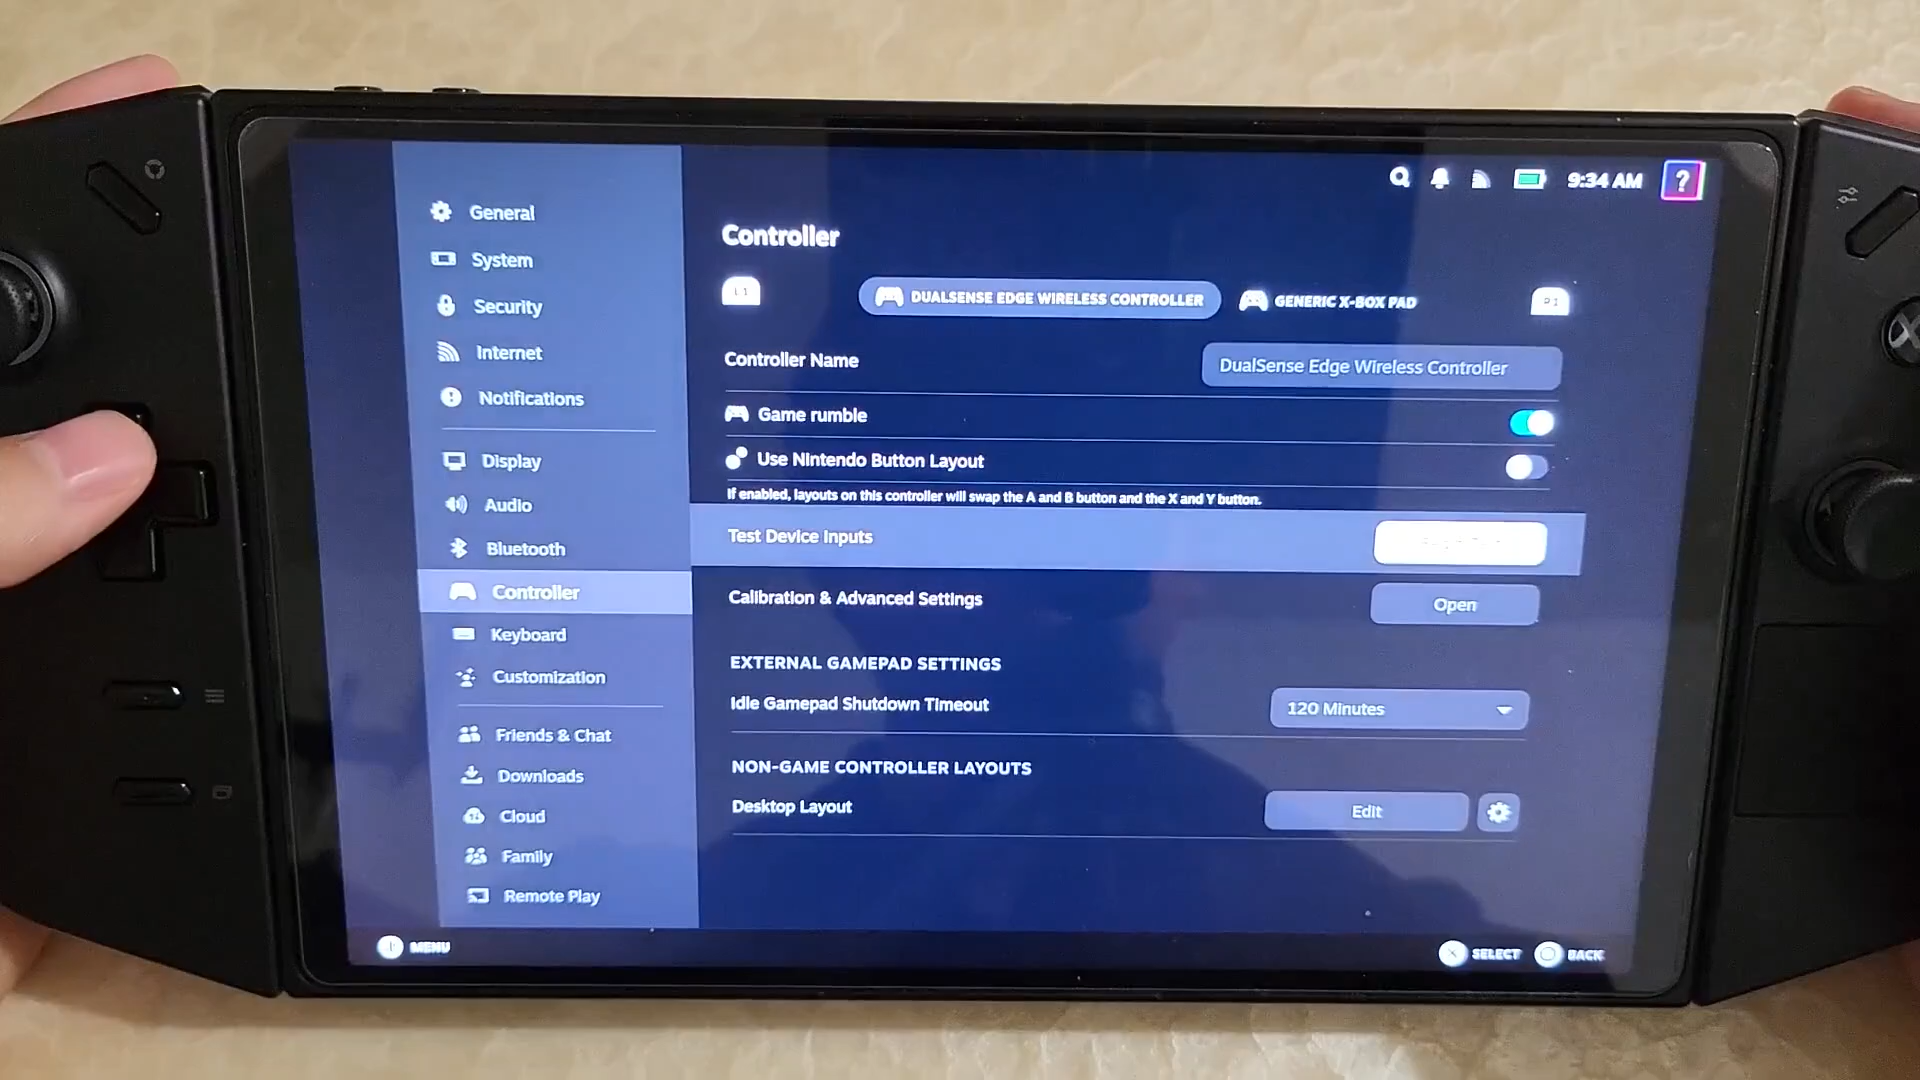 9:34 AM
?
General
System
Security
Internet
Notifications
Display
Audio
Bluetooth
Controller
Keyboard
Customization
Friends & Chat
Downloads
Cloud
Family
Remote Play
Controller
L1
DUALSENSE EDGE WIRELESS CONTROLLER
GENERIC X-BOX PAD
R1
Controller Name
DualSense Edge Wireless Controller
Game rumble
Use Nintendo Button Layout
If enabled, layouts on this controller will swap the A and B button and the X and Y button.
Test Device Inputs
Calibration & Advanced Settings
Open
EXTERNAL GAMEPAD SETTINGS
Idle Gamepad Shutdown Timeout
120 Minutes
NON-GAME CONTROLLER LAYOUTS
Desktop Layout
Edit
MENU
SELECT
BACK
X